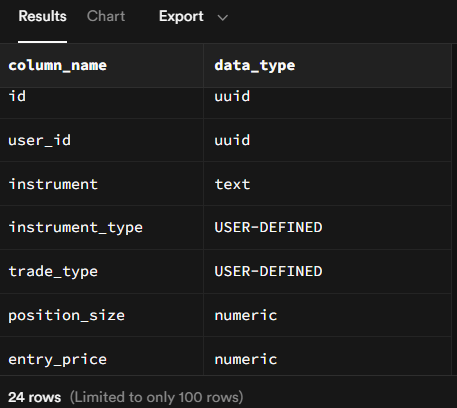 Results Chart Export
column_name data_type
id uuid
user_id uuid
instrument text
instrument_type USER-DEFINED
trade_type USER-DEFINED
position_size numeric
entry_price numeric
24 rows (Limited to only 100 rows)